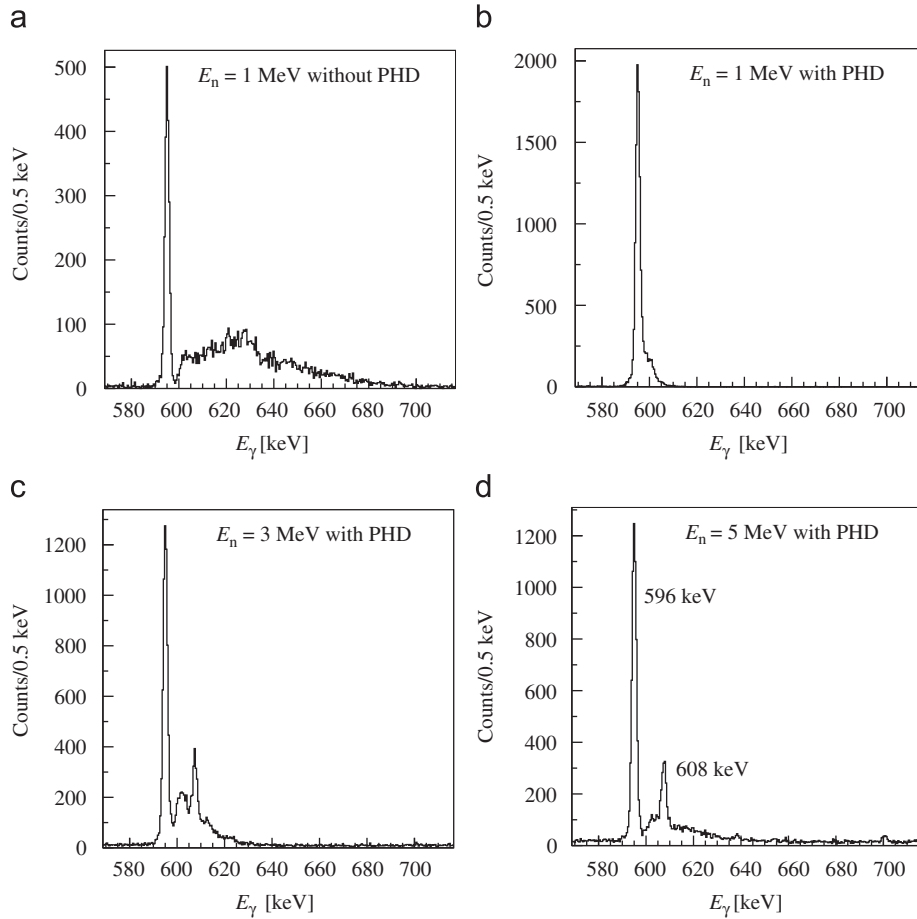 a
E_n = 1 MeV without PHD
500
400
300
200
100
0
Counts/0.5 keV
580 600 620 640 660 680 700
E_γ [keV]
b
E_n = 1 MeV with PHD
2000
1750
1500
1250
1000
750
500
250
0
Counts/0.5 keV
580 600 620 640 660 680 700
E_γ [keV]
c
E_n = 3 MeV with PHD
1200
1000
800
600
400
200
0
Counts/0.5 keV
580 600 620 640 660 680 700
E_γ [keV]
d
E_n = 5 MeV with PHD
596 keV
608 keV
1200
1000
800
600
400
200
0
Counts/0.5 keV
580 600 620 640 660 680 700
E_γ [keV]